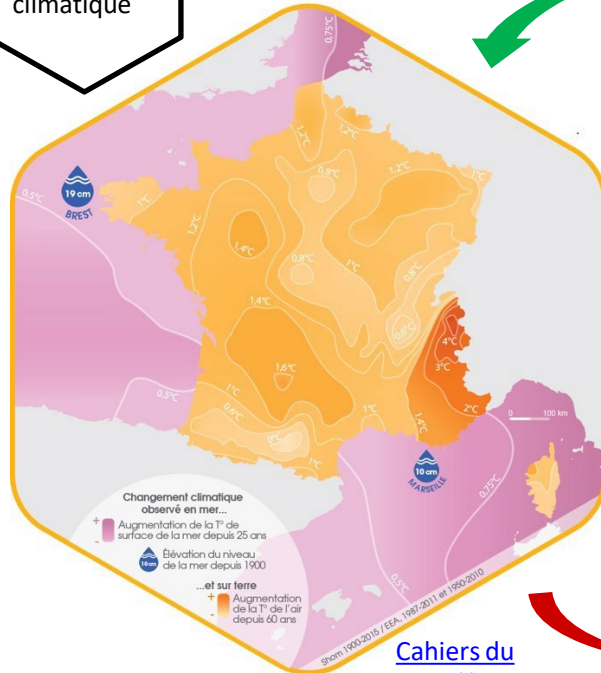 climatique
0,75°C
1,2°C
1,2°C
0,8°C
1,2°C
1°C
19 cm
BREST
0,5°C
1°C
1,2°C
1,4°C
0,8°C
1°C
0,8°C
0,6°C
1,4°C
4°C
3°C
1,6°C
2°C
1°C
0,5°C
0,6°C
1°C
1,4°C
1°C
0 100 km
10 cm
MARSEILLE
0,75°C
0,5°C
Changement climatique
observé en mer...
+
-
Augmentation de la T° de
surface de la mer depuis 25 ans
Élévation du niveau
de la mer depuis 1900
...et sur terre
+
-
Augmentation
de la T° de l'air
depuis 60 ans
Shom 1900-2015 / EEA, 1987-2011 et 1950-2010
Cahiers du